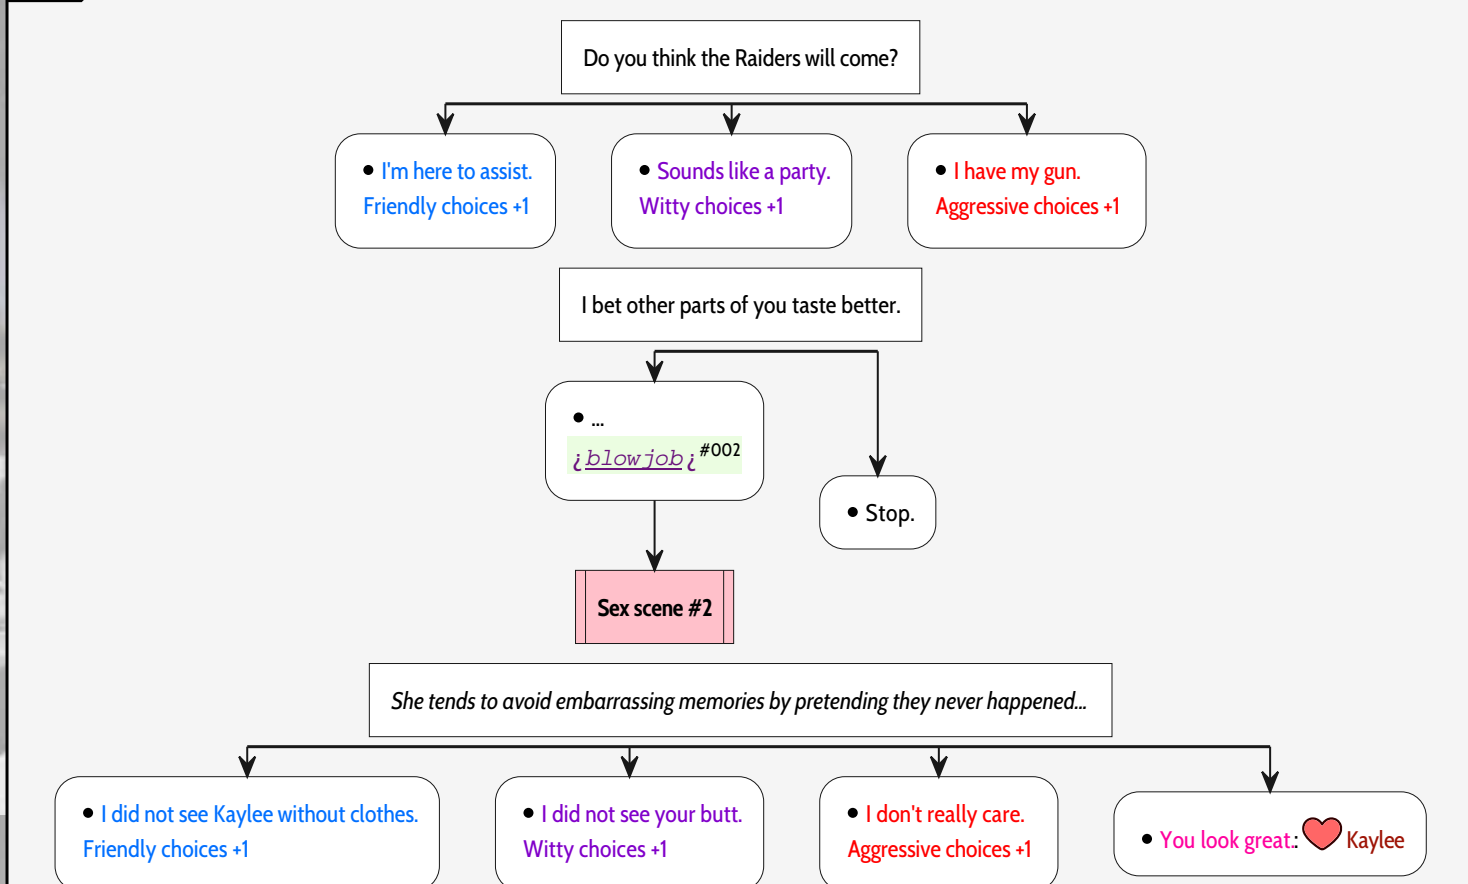 Do you think the Raiders will come?
• I'm here to assist.
Friendly choices +1
• Sounds like a party.
Witty choices +1
• I have my gun.
Aggressive choices +1
I bet other parts of you taste better.
• ...
¿blowjob¿#002
• Stop.
Sex scene #2
She tends to avoid embarrassing memories by pretending they never happened...
• I did not see Kaylee without clothes.
Friendly choices +1
• I did not see your butt.
Witty choices +1
• I don't really care.
Aggressive choices +1
• You look great.: Kaylee